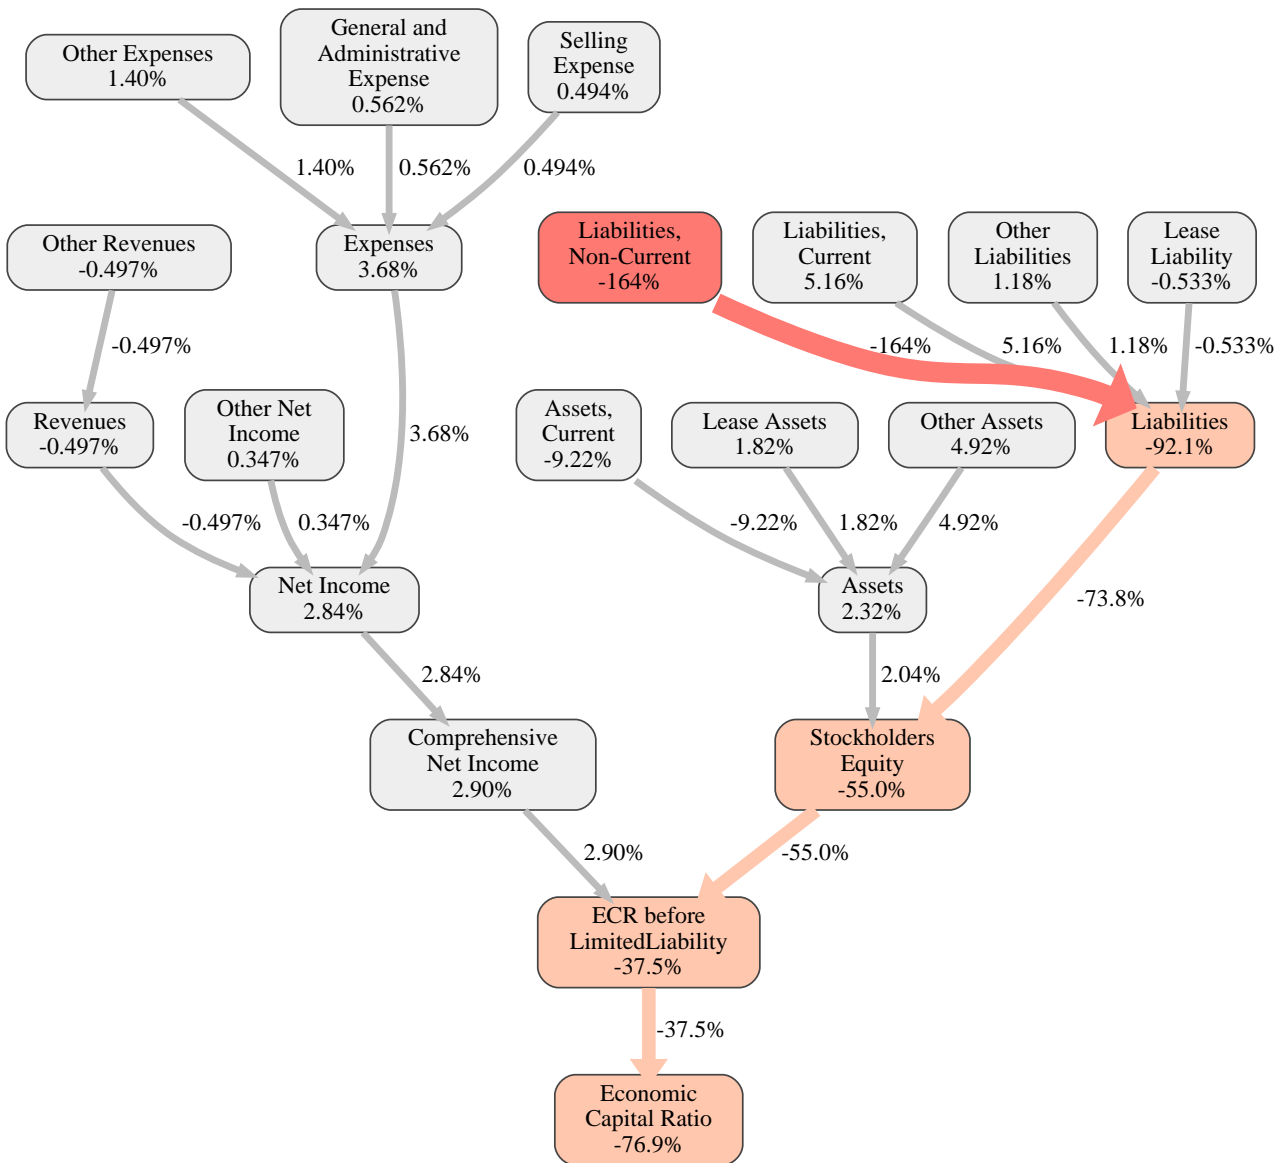 Other Expenses
1.40%
General and
Administrative
Expense
0.562%
Selling
Expense
0.494%
1.40%
0.562%
0.494%
Other Revenues
-0.497%
Expenses
3.68%
Liabilities,
Non-Current
-164%
Liabilities,
Current
5.16%
Other
Liabilities
1.18%
Lease
Liability
-0.533%
-0.497%
-164%
5.16%
1.18%
-0.533%
Revenues
-0.497%
Other Net
Income
0.347%
3.68%
Assets,
Current
-9.22%
Lease Assets
1.82%
Other Assets
4.92%
Liabilities
-92.1%
-0.497%
0.347%
-9.22%
1.82%
4.92%
Net Income
2.84%
Assets
2.32%
-73.8%
2.84%
2.04%
Comprehensive
Net Income
2.90%
Stockholders
Equity
-55.0%
2.90%
-55.0%
ECR before
LimitedLiability
-37.5%
-37.5%
Economic
Capital Ratio
-76.9%